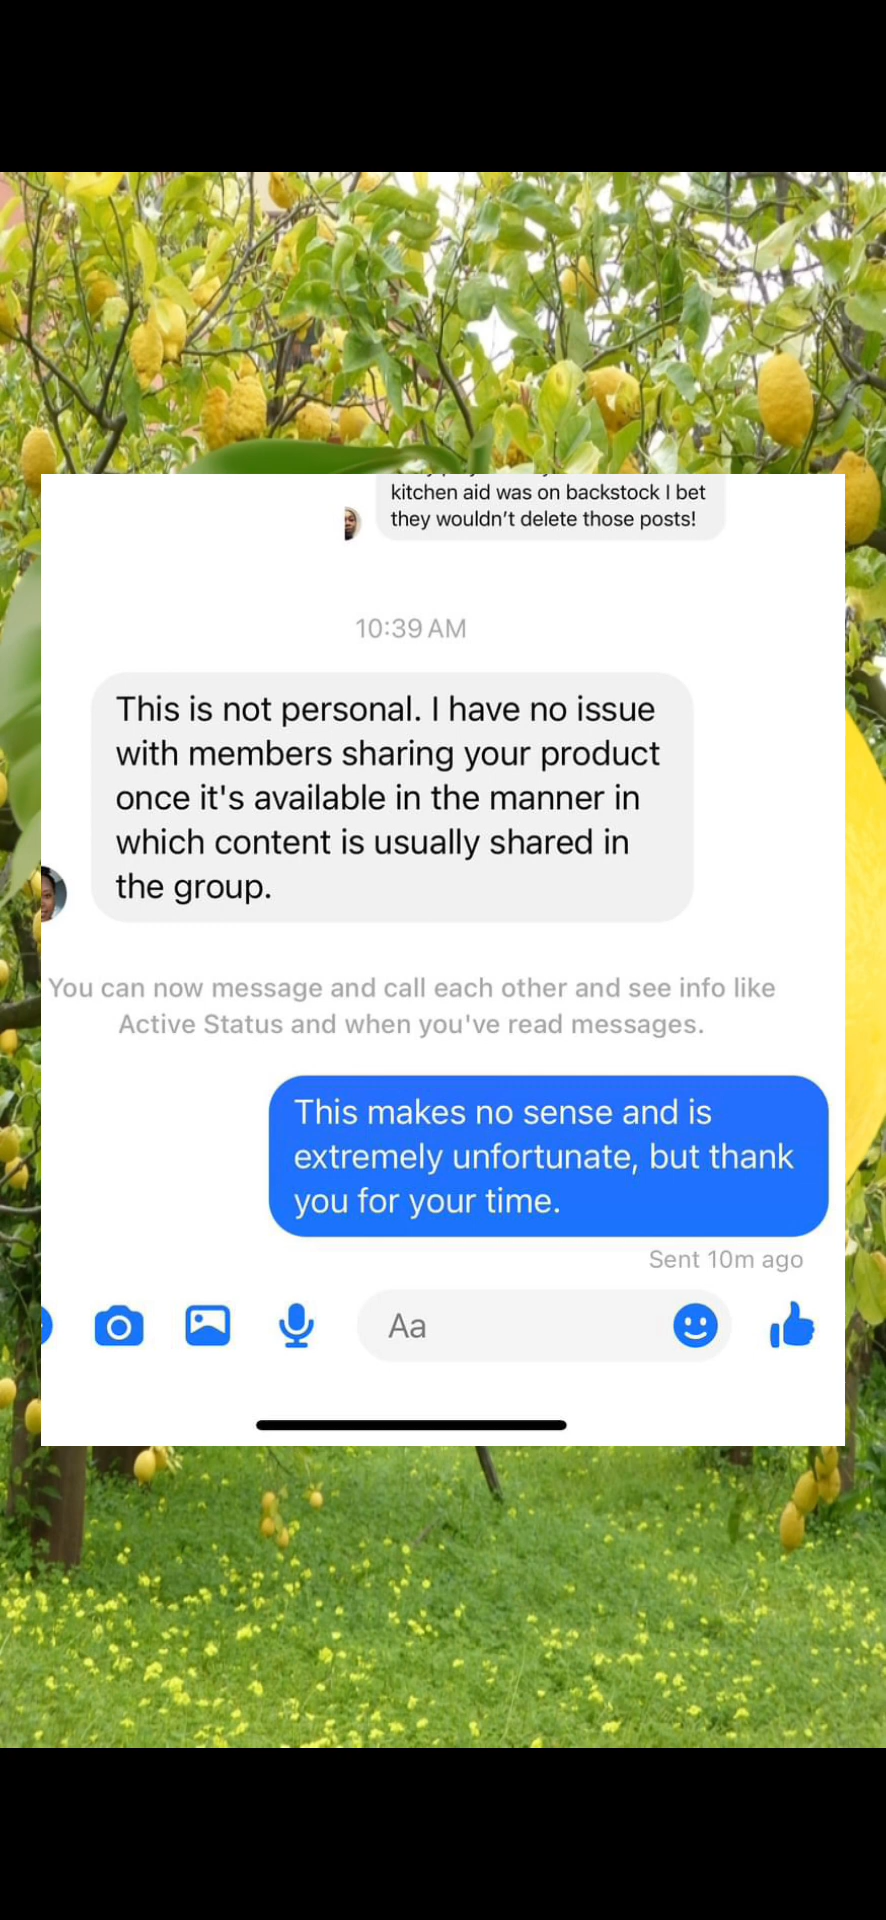 kitchen aid was on backstock I bet
they wouldn't delete those posts!
10:39 AM
This is not personal. I have no issue
with members sharing your product
once it's available in the manner in
which content is usually shared in
the group.
You can now message and call each other and see info like
Active Status and when you've read messages.
This makes no sense and is
extremely unfortunate, but thank
you for your time.
Sent 10m ago
Aa